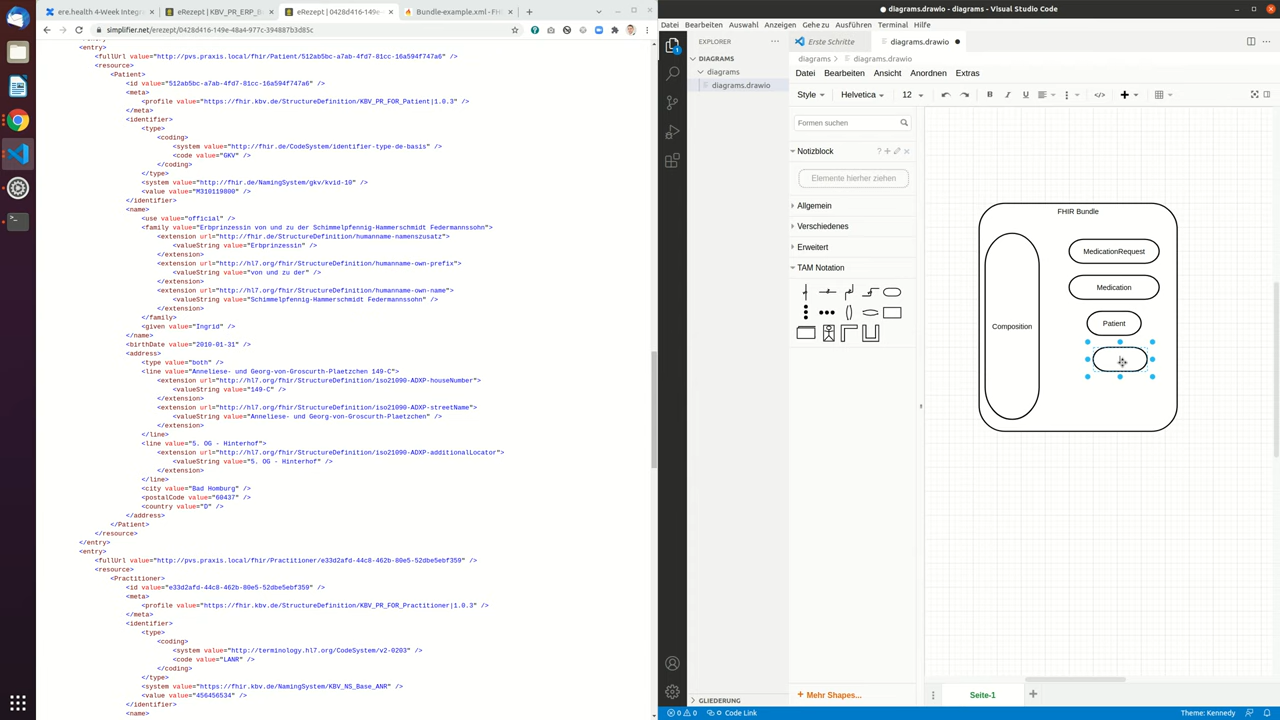 ere.health 4-Week Integra
eRezept | KBV_PR_ERP_B
eRezept | 0428d416-149e
Bundle-example.xml - FH
simplifier.net/erezept/0428d416-149e-48a4-977c-394887b3d85c
</entry>
<entry>
<fullUrl value="http://pvs.praxis.local/fhir/Patient/512ab5bc-a7ab-4fd7-81cc-16a594f747a6" />
<resource>
<Patient>
<id value="512ab5bc-a7ab-4fd7-81cc-16a594f747a6" />
<meta>
<profile value="https://fhir.kbv.de/StructureDefinition/KBV_PR_FOR_Patient|1.0.3" />
</meta>
<identifier>
<type>
<coding>
<system value="http://fhir.de/CodeSystem/identifier-type-de-basis" />
<code value="GKV" />
</coding>
</type>
<system value="http://fhir.de/NamingSystem/gkv/kvid-10" />
<value value="M310119800" />
</identifier>
<name>
<use value="official" />
<family value="Erbprinzessin von und zu der Schimmelpfennig-Hammerschmidt Federmannssohn">
<extension url="http://fhir.de/StructureDefinition/humanname-namenszusatz">
<valueString value="Erbprinzessin" />
</extension>
<extension url="http://hl7.org/fhir/StructureDefinition/humanname-own-prefix">
<valueString value="von und zu der" />
</extension>
<extension url="http://hl7.org/fhir/StructureDefinition/humanname-own-name">
<valueString value="Schimmelpfennig-Hammerschmidt Federmannssohn" />
</extension>
</family>
<given value="Ingrid" />
</name>
<birthDate value="2010-01-31" />
<address>
<type value="both" />
<line value="Anneliese- und Georg-von-Groscurth-Plaetzchen 149-C">
<extension url="http://hl7.org/fhir/StructureDefinition/iso21090-ADXP-houseNumber">
<valueString value="149-C" />
</extension>
<extension url="http://hl7.org/fhir/StructureDefinition/iso21090-ADXP-streetName">
<valueString value="Anneliese- und Georg-von-Groscurth-Plaetzchen" />
</extension>
</line>
<line value="5. OG - Hinterhof">
<extension url="http://hl7.org/fhir/StructureDefinition/iso21090-ADXP-additionalLocator">
<valueString value="5. OG - Hinterhof" />
</extension>
</line>
<city value="Bad Homburg" />
<postalCode value="60437" />
<country value="D" />
</address>
</Patient>
</resource>
</entry>
<entry>
<fullUrl value="http://pvs.praxis.local/fhir/Practitioner/e33d2afd-44c8-462b-80e5-52dbe5ebf359" />
<resource>
<Practitioner>
<id value="e33d2afd-44c8-462b-80e5-52dbe5ebf359" />
<meta>
<profile value="https://fhir.kbv.de/StructureDefinition/KBV_PR_FOR_Practitioner|1.0.3" />
</meta>
<identifier>
<type>
<coding>
<system value="http://terminology.hl7.org/CodeSystem/v2-0203" />
<code value="LANR" />
</coding>
</type>
<system value="https://fhir.kbv.de/NamingSystem/KBV_NS_Base_ANR" />
<value value="456456534" />
</identifier>
<name>
● diagrams.drawio - diagrams - Visual Studio Code
Datei Bearbeiten Auswahl Anzeigen Gehe zu Ausführen Terminal Hilfe
EXPLORER
Erste Schritte
diagrams.drawio
DIAGRAMS
diagrams
diagrams.drawio
diagrams > diagrams.drawio
Datei Bearbeiten Ansicht Anordnen Extras
Style Helvetica 12
Formen suchen
Notizblock
Elemente hierher ziehen
Allgemein
Verschiedenes
Erweitert
TAM Notation
FHIR Bundle
MedicationRequest
Medication
Patient
Composition
+ Mehr Shapes...
Seite-1
GLIEDERUNG
0 0 Code Link
Theme: Kennedy